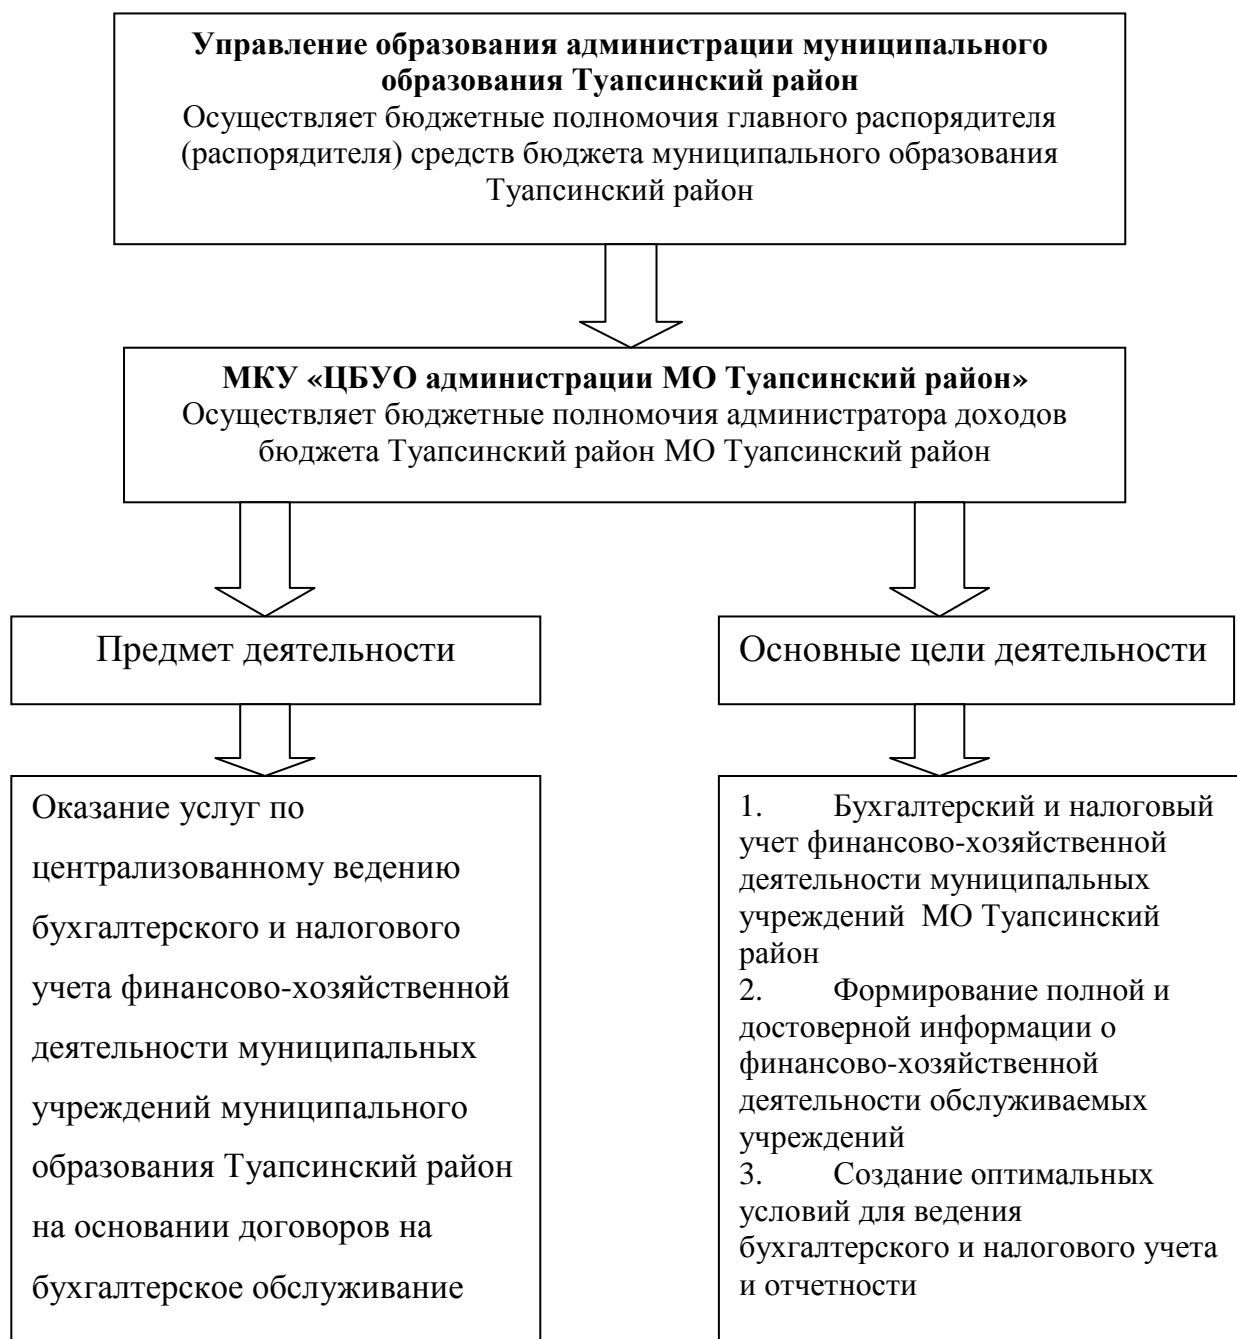 Управление образования администрации муниципального
образования Туапсинский район
Осуществляет бюджетные полномочия главного распорядителя
(распорядителя) средств бюджета муниципального образования
Туапсинский район
МКУ «ЦБУО администрации МО Туапсинский район»
Осуществляет бюджетные полномочия администратора доходов
бюджета Туапсинский район МО Туапсинский район
Предмет деятельности
Основные цели деятельности
Оказание услуг по
централизованному ведению
бухгалтерского и налогового
учета финансово-хозяйственной
деятельности муниципальных
учреждений муниципального
образования Туапсинский район
на основании договоров на
бухгалтерское обслуживание
1. Бухгалтерский и налоговый
учет финансово-хозяйственной
деятельности муниципальных
учреждений МО Туапсинский
район
2. Формирование полной и
достоверной информации о
финансово-хозяйственной
деятельности обслуживаемых
учреждений
3. Создание оптимальных
условий для ведения
бухгалтерского и налогового учета
и отчетности